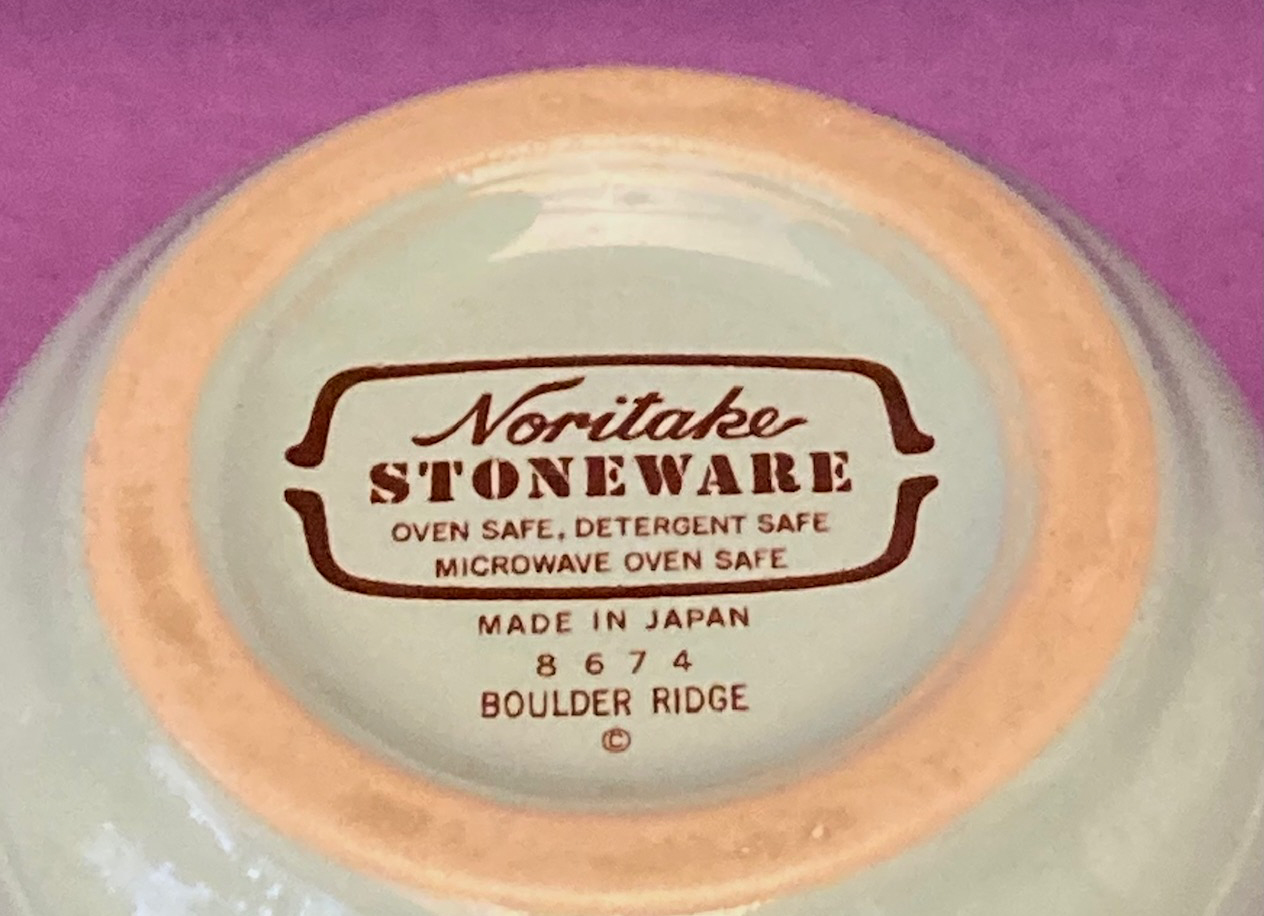 Noritake
STONEWARE
OVEN SAFE, DETERGENT SAFE
MICROWAVE OVEN SAFE
MADE IN JAPAN
8674
BOULDER RIDGE
©